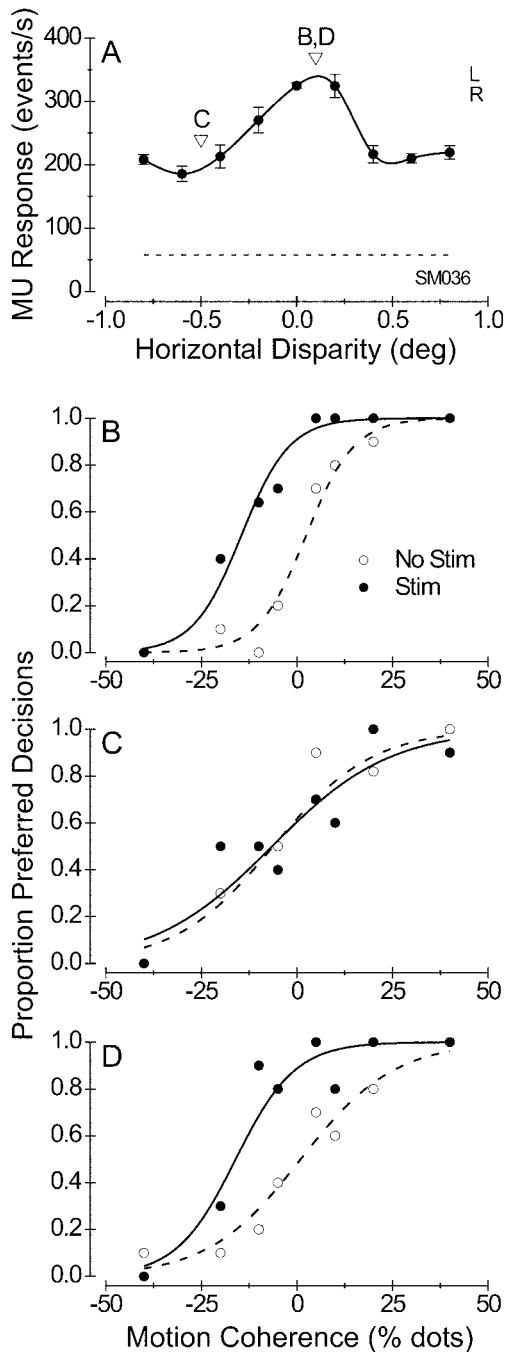 A
MU Response (events/s)
400
300
200
100
0
B,D
C
L
R
SM036
-1.0
-0.5
0.0
0.5
1.0
Horizontal Disparity (deg)
Proportion Preferred Decisions
B
1.0
0.8
0.6
0.4
0.2
0.0
No Stim
Stim
-50
-25
0
25
50
C
1.0
0.8
0.6
0.4
0.2
0.0
-50
-25
0
25
50
D
1.0
0.8
0.6
0.4
0.2
0.0
-50
-25
0
25
50
Motion Coherence (% dots)